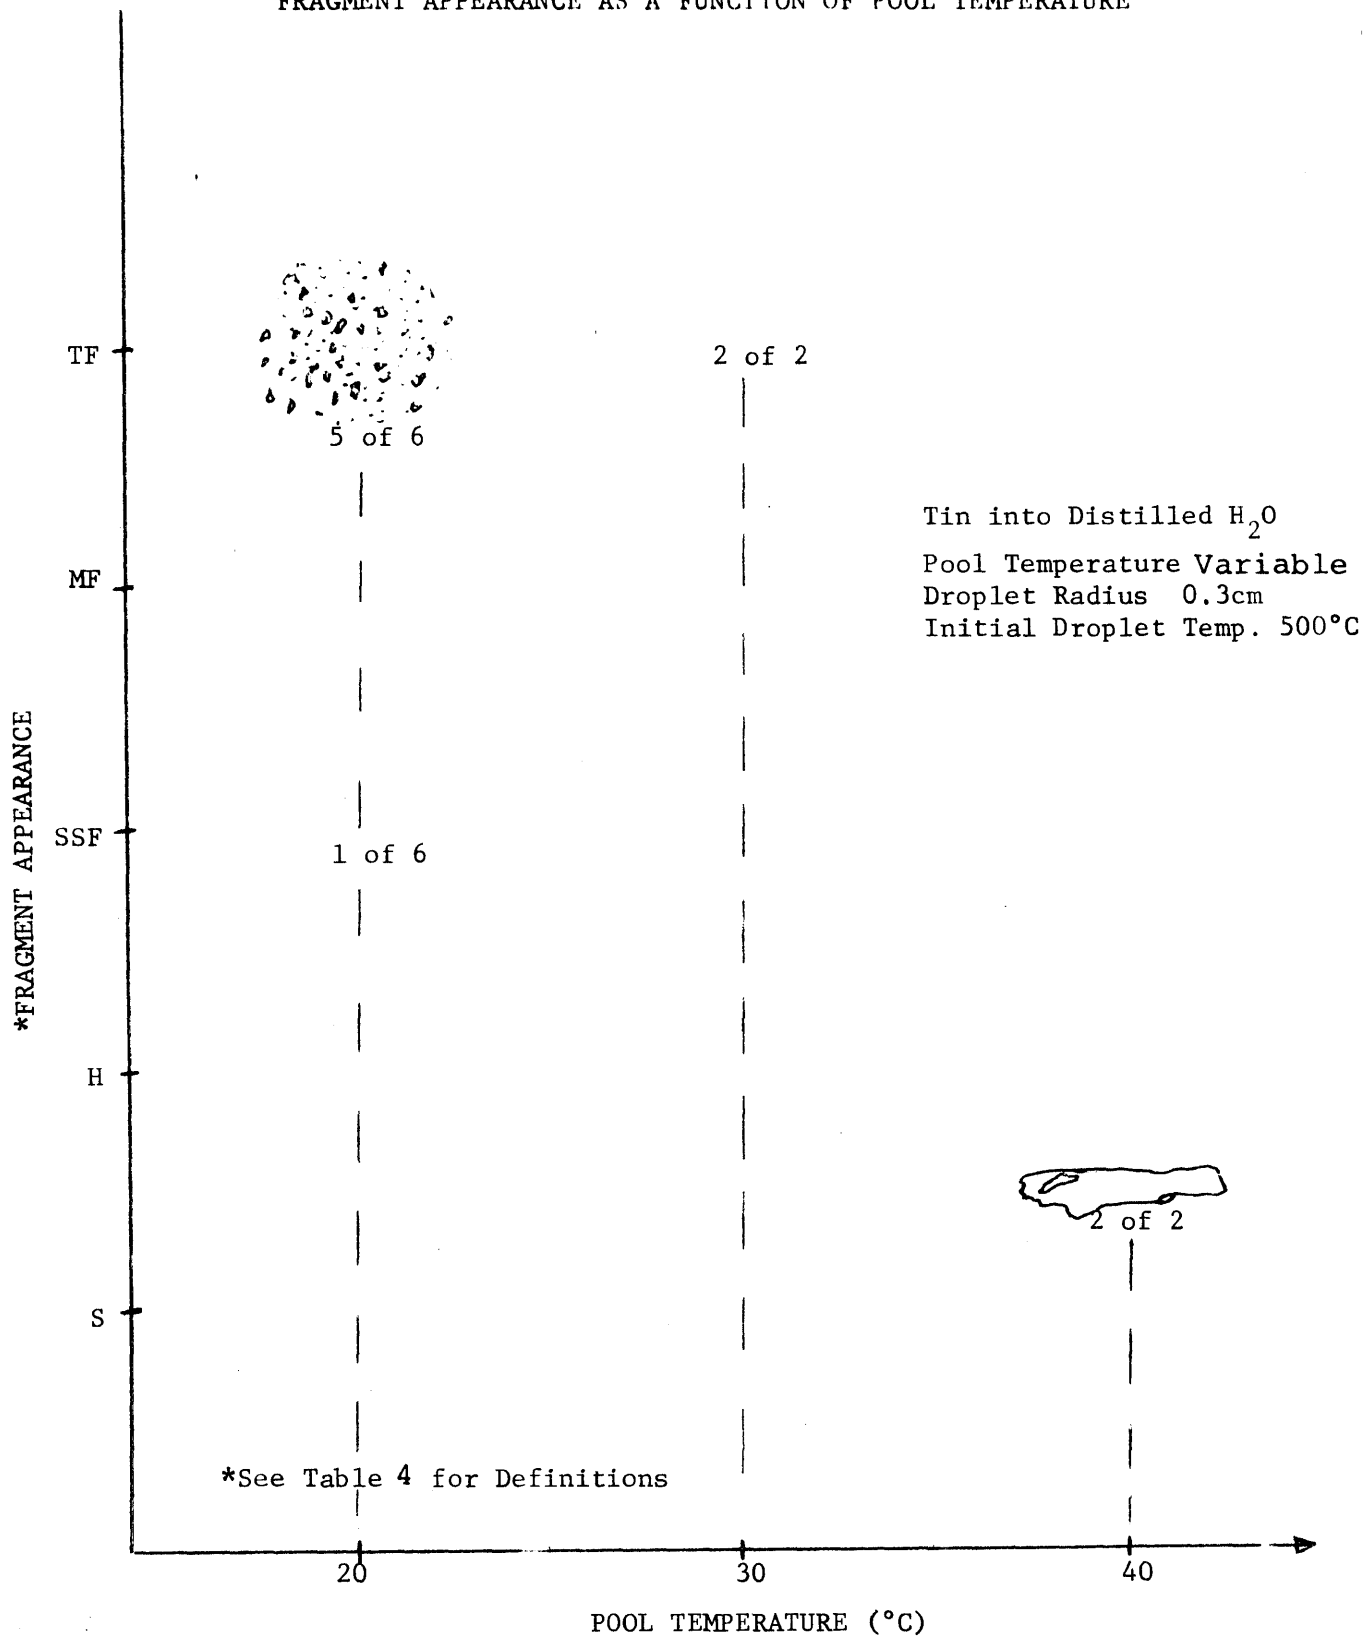 FRAGMENT APPEARANCE AS A FUNCTION OF POOL TEMPERATURE
TF
2 of 2
5 of 6
Tin into Distilled H2O
Pool Temperature Variable
Droplet Radius 0.3cm
Initial Droplet Temp. 500°C
MF
*FRAGMENT APPEARANCE
SSF
1 of 6
H
2 of 2
S
*See Table 4 for Definitions
20
30
40
POOL TEMPERATURE (°C)